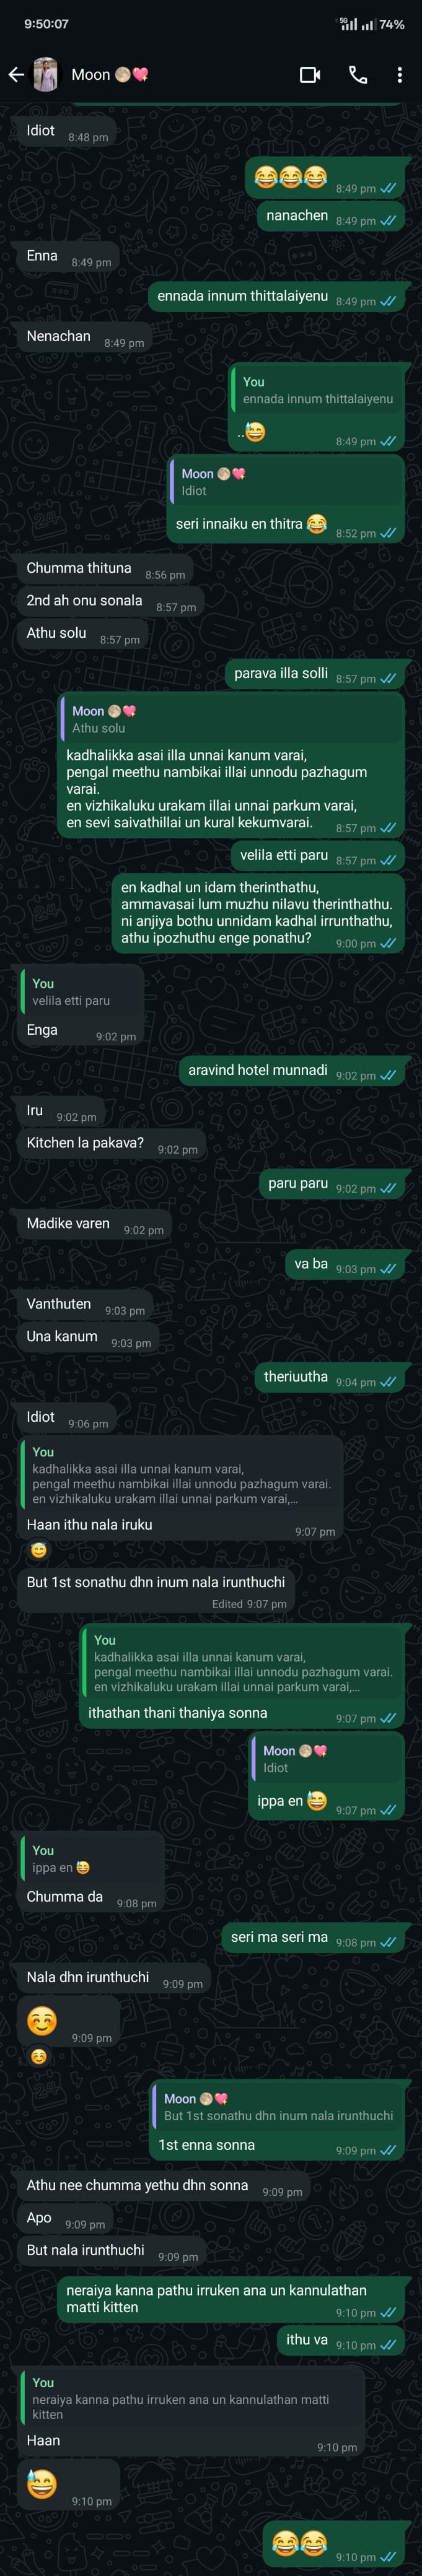 9:50:07
5G
74%
Moon 🌕💖
Idiot
8:48 pm
😂😂😂
8:49 pm
nanachen
8:49 pm
Enna
8:49 pm
ennada innum thittalaiyenu
8:49 pm
Nenachan
8:49 pm
You
ennada innum thittalaiyenu
..😅
8:49 pm
Moon 🌕💖
Idiot
seri innaiku en thitra 😂
8:52 pm
Chumma thituna
8:56 pm
2nd ah onu sonala
8:57 pm
Athu solu
8:57 pm
parava illa solli
8:57 pm
Moon 🌕💖
Athu solu
kadhalikka asai illa unnai kanum varai,
pengal meethu nambikai illai unnodu pazhagum
varai.
en vizhikaluku urakam illai unnai parkum varai,
en sevi saivathillai un kural kekumvarai.
8:57 pm
velila etti paru
8:57 pm
en kadhal un idam therinthathu,
ammavasai lum muzhu nilavu therinthathu.
ni anjiya bothu unnidam kadhal irrunthathu,
athu ipozhuthu enge ponathu?
9:00 pm
You
velila etti paru
Enga
9:02 pm
aravind hotel munnadi
9:02 pm
Iru
9:02 pm
Kitchen la pakava?
9:02 pm
paru paru
9:02 pm
Madike varen
9:02 pm
va ba
9:03 pm
Vanthuten
9:03 pm
Una kanum
9:03 pm
theriuutha
9:04 pm
Idiot
9:06 pm
You
kadhalikka asai illa unnai kanum varai,
pengal meethu nambikai illai unnodu pazhagum varai.
en vizhikaluku urakam illai unnai parkum varai,...
Haan ithu nala iruku
9:07 pm
😅
But 1st sonathu dhn inum nala irunthuchi
Edited 9:07 pm
You
kadhalikka asai illa unnai kanum varai,
pengal meethu nambikai illai unnodu pazhagum varai.
en vizhikaluku urakam illai unnai parkum varai,...
ithathan thani thaniya sonna
9:07 pm
Moon 🌕💖
Idiot
ippa en 😅
9:07 pm
You
ippa en 😅
Chumma da
9:08 pm
seri ma seri ma
9:08 pm
Nala dhn irunthuchi
9:09 pm
☺️
9:09 pm
☺️
Moon 🌕💖
But 1st sonathu dhn inum nala irunthuchi
1st enna sonna
9:09 pm
Athu nee chumma yethu dhn sonna
9:09 pm
Apo
9:09 pm
But nala irunthuchi
9:09 pm
neraiya kanna pathu irruken ana un kannulathan
matti kitten
9:10 pm
ithu va
9:10 pm
You
neraiya kanna pathu irruken ana un kannulathan matti
kitten
Haan
9:10 pm
😅
9:10 pm
😂😂
9:10 pm